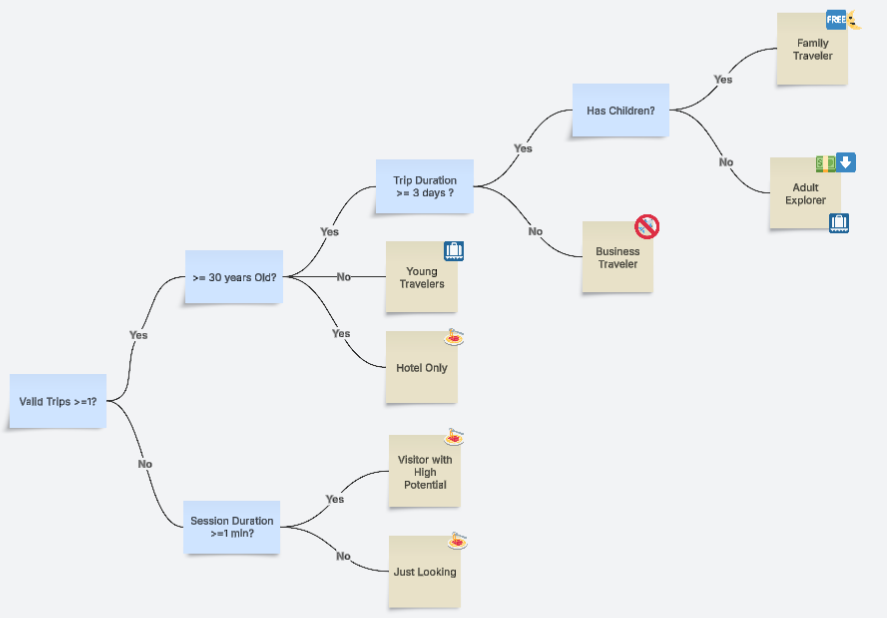 FREE
Family
Traveler
Yes
Has Children?
Yes
No
Trip Duration
>= 3 days ?
Adult
Explorer
Yes
No
Business
Traveler
>= 30 years Old?
No
Young
Travelers
Yes
Yes
Hotel Only
Valid Trips >=1?
No
Visitor with
High
Potential
Yes
Session Duration
>=1 min?
No
Just Looking